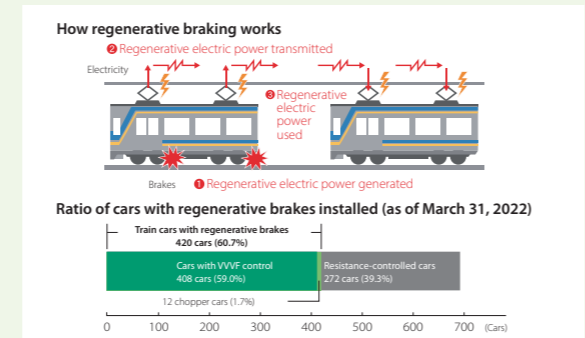 How regenerative braking works
❷ Regenerative electric power transmitted
Electricity
❸ Regenerative
electric
power
used
Brakes
❶ Regenerative electric power generated
Ratio of cars with regenerative brakes installed (as of March 31, 2022)
Train cars with regenerative brakes
420 cars (60.7%)
Cars with VVVF control
408 cars (59.0%)
Resistance-controlled cars
272 cars (39.3%)
12 chopper cars (1.7%)
0 100 200 300 400 500 600 700 (Cars)